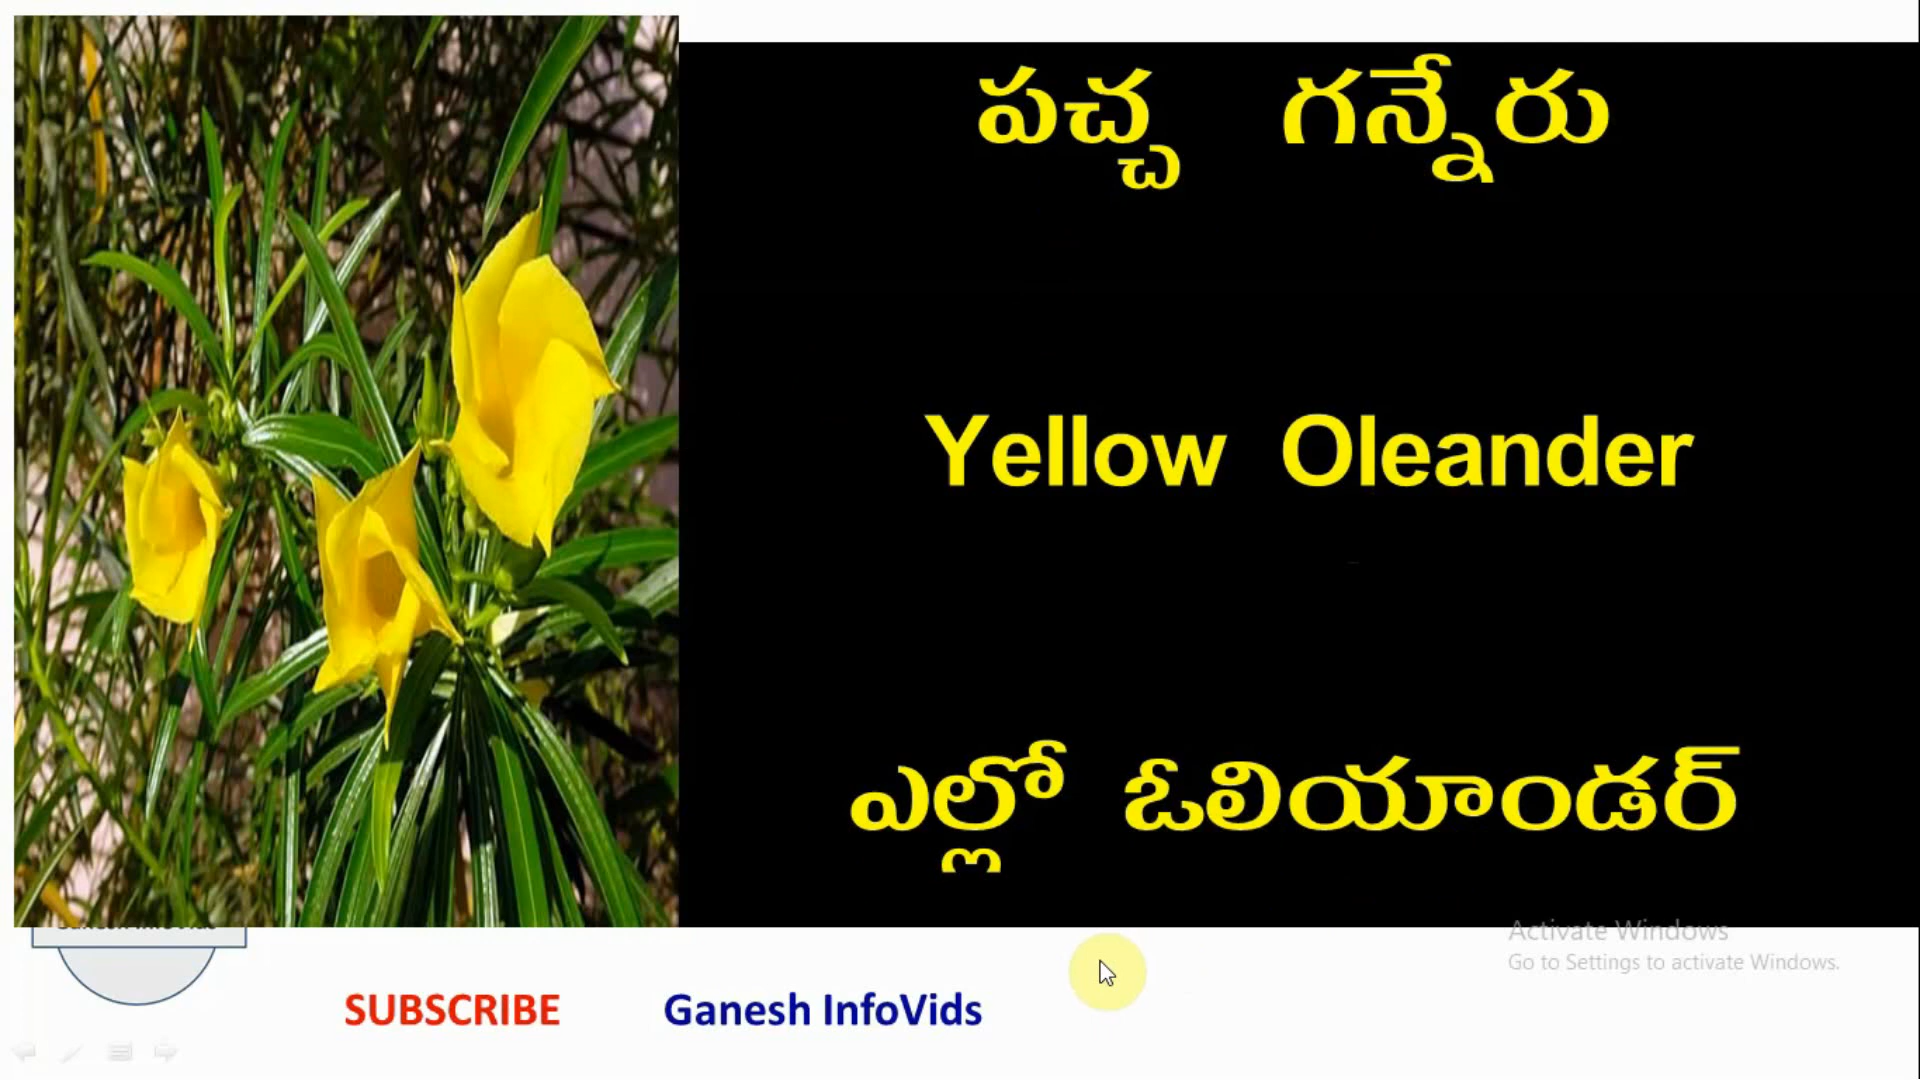 పచ్చ గన్నేరు
Yellow Oleander
ఎల్లో ఓలియాండర్
Activate Windows
Go to Settings to activate Windows.
SUBSCRIBE Ganesh InfoVids